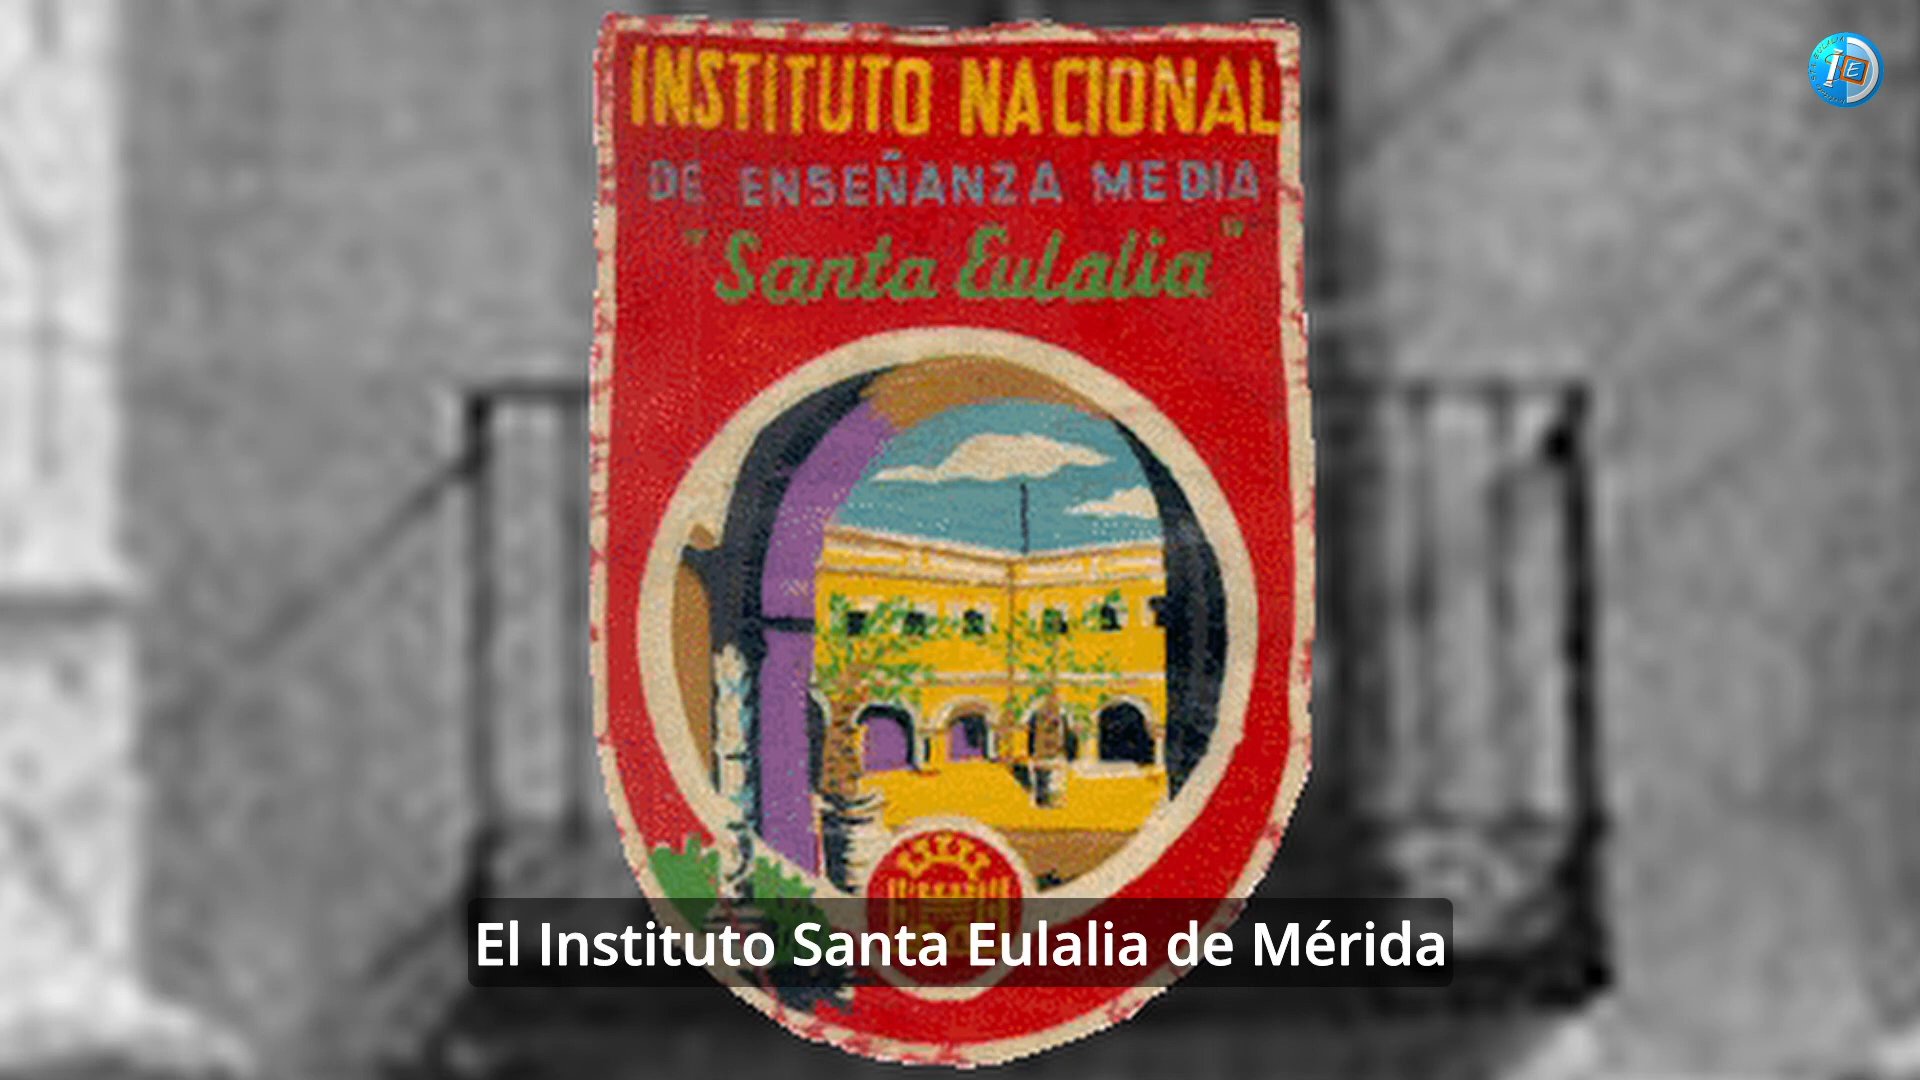 INSTITUTO NACIONAL
DE ENSEÑANZA MEDIA
"Santa Eulalia"
El Instituto Santa Eulalia de Mérida